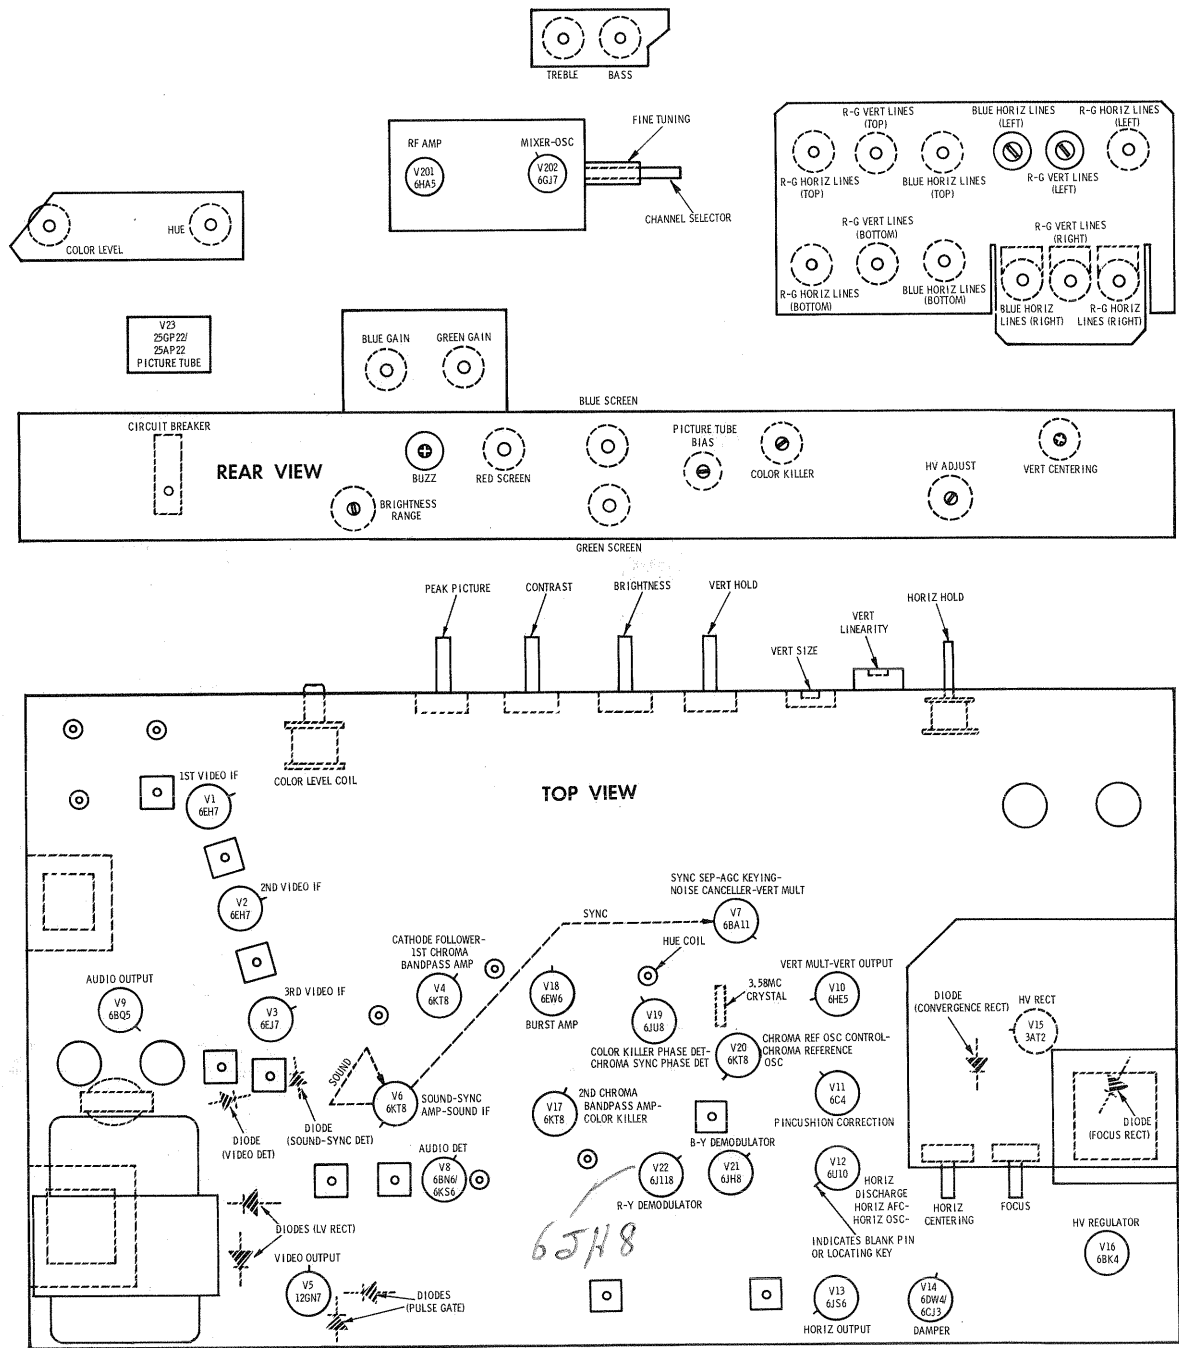 TREBLE
BASS
FINE TUNING
RF AMP
V201
6HA5
MIXER-OSC
V202
6GJ7
CHANNEL SELECTOR
R-G VERT LINES
(TOP)
BLUE HORIZ LINES
(LEFT)
R-G HORIZ LINES
(LEFT)
R-G HORIZ LINES
(TOP)
BLUE HORIZ LINES
(TOP)
R-G VERT LINES
(LEFT)
R-G VERT LINES
(BOTTOM)
R-G VERT LINES
(RIGHT)
R-G HORIZ LINES
(BOTTOM)
BLUE HORIZ LINES
(BOTTOM)
BLUE HORIZ
LINES (RIGHT)
R-G HORIZ
LINES (RIGHT)
COLOR LEVEL
HUE
V23
25GP22/
25AP22
PICTURE TUBE
BLUE GAIN
GREEN GAIN
BLUE SCREEN
CIRCUIT BREAKER
REAR VIEW
BUZZ
RED SCREEN
PICTURE TUBE
BIAS
COLOR KILLER
HV ADJUST
VERT CENTERING
BRIGHTNESS
RANGE
GREEN SCREEN
PEAK PICTURE
CONTRAST
BRIGHTNESS
VERT HOLD
VERT SIZE
VERT
LINEARITY
HORIZ HOLD
COLOR LEVEL COIL
TOP VIEW
1ST VIDEO IF
V1
6EH7
2ND VIDEO IF
V2
6EH7
3RD VIDEO IF
V3
6EJ7
AUDIO OUTPUT
V9
6BQ5
SYNC SEP-AGC KEYING-
NOISE CANCELLER-VERT MULT
V7
6BA11
SYNC
HUE COIL
CATHODE FOLLOWER-
1ST CHROMA
BANDPASS AMP
V4
6KT8
V18
6EW6
BURST AMP
V19
6JU8
COLOR KILLER PHASE DET-
CHROMA SYNC PHASE DET
3.58MC
CRYSTAL
VERT MULT-VERT OUTPUT
V10
6HE5
V20
6KT8
CHROMA REF OSC CONTROL-
CHROMA REFERENCE
OSC
DIODE
(CONVERGENCE RECT)
HV RECT
V15
3AT2
DIODE
(FOCUS RECT)
SOUND
V6
6KT8
SOUND-SYNC
AMP-SOUND IF
DIODE
(VIDEO DET)
DIODE
(SOUND-SYNC DET)
V17
6KT8
2ND CHROMA
BANDPASS AMP-
COLOR KILLER
V11
6C4
PINCUSHION CORRECTION
AUDIO DET
V8
6BN6/
6KS6
B-Y DEMODULATOR
V22
6J118
V21
6JH8
R-Y DEMODULATOR
V12
6U10
HORIZ
DISCHARGE
HORIZ AFC-
HORIZ OSC-
HORIZ
CENTERING
FOCUS
INDICATES BLANK PIN
OR LOCATING KEY
6JH8
DIODES (LV RECT)
VIDEO OUTPUT
V5
12GN7
DIODES
(PULSE GATE)
HV REGULATOR
V16
6BK4
V13
6JS6
HORIZ OUTPUT
V14
6DW4/
6CJ3
DAMPER